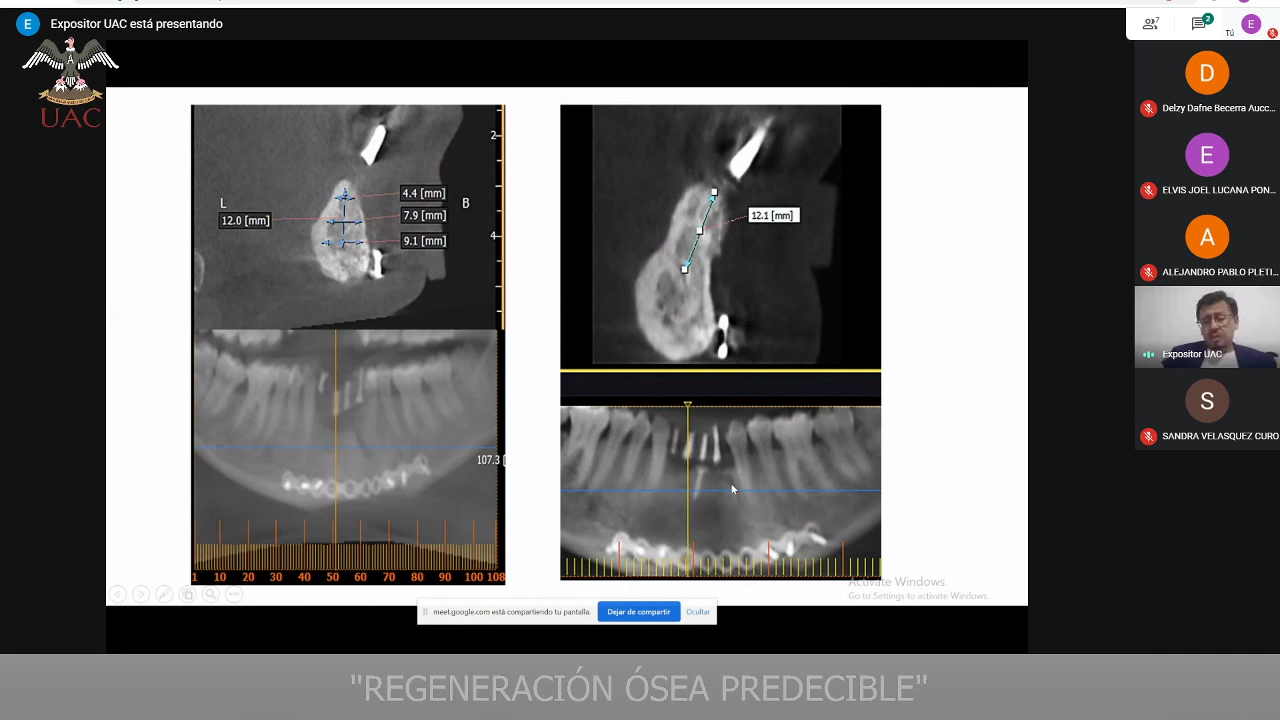 E
Expositor UAC está presentando
2
Tú
E
UAC
D
Delzy Dafne Becerra Aucc...
E
ELVIS JOEL LUCANA PON...
A
ALEJANDRO PABLO PLETI...
Expositor UAC
S
SANDRA VELASQUEZ CURO
L
B
12.0 [mm]
4.4 [mm]
7.9 [mm]
9.1 [mm]
2
4
107.3 [
1 10 20 30 40 50 60 70 80 90 100 108
12.1 [mm]
Activate Windows
Go to Settings to activate Windows.
meet.google.com está compartiendo tu pantalla.
Dejar de compartir
Ocultar
"REGENERACIÓN ÓSEA PREDECIBLE"